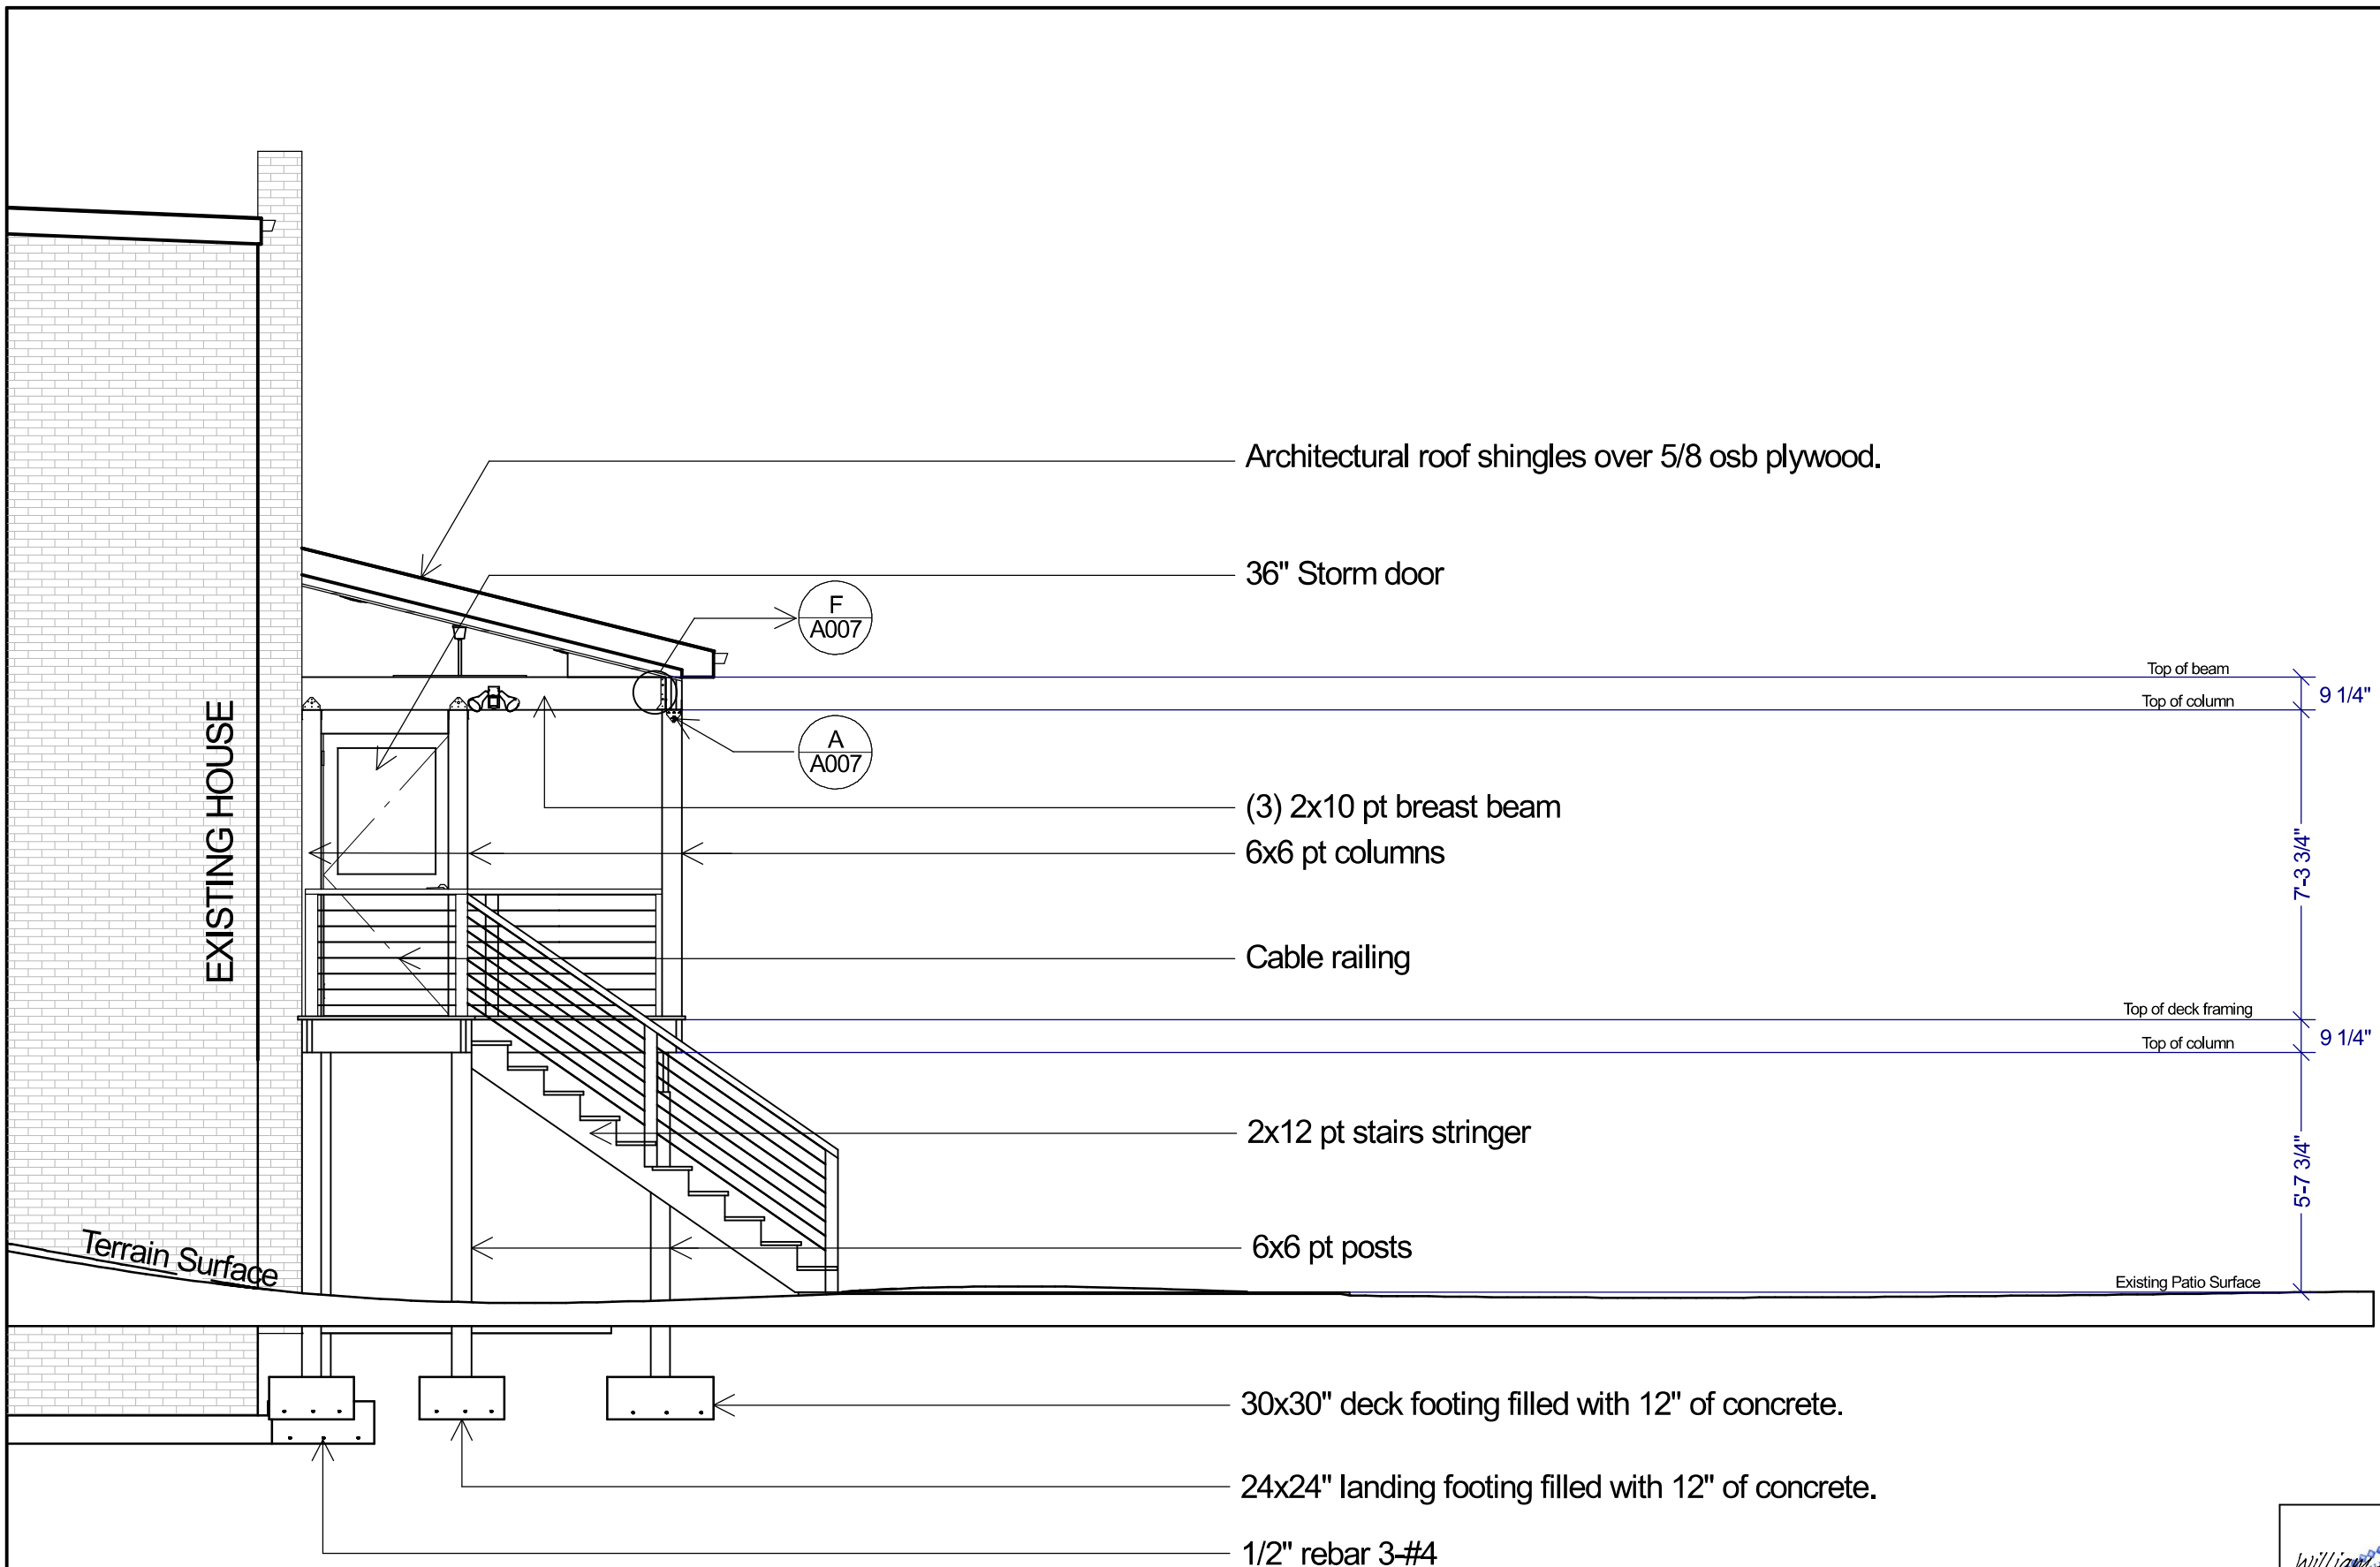 Architectural roof shingles over 5/8 osb plywood.
36" Storm door
F
A007
Top of beam
9 1/4"
Top of column
EXISTING HOUSE
A
A007
(3) 2x10 pt breast beam
6x6 pt columns
7'-3 3/4"
Cable railing
Top of deck framing
9 1/4"
Top of column
2x12 pt stairs stringer
5'-7 3/4"
6x6 pt posts
Terrain Surface
Existing Patio Surface
30x30" deck footing filled with 12" of concrete.
24x24" landing footing filled with 12" of concrete.
1/2" rebar 3-#4
William